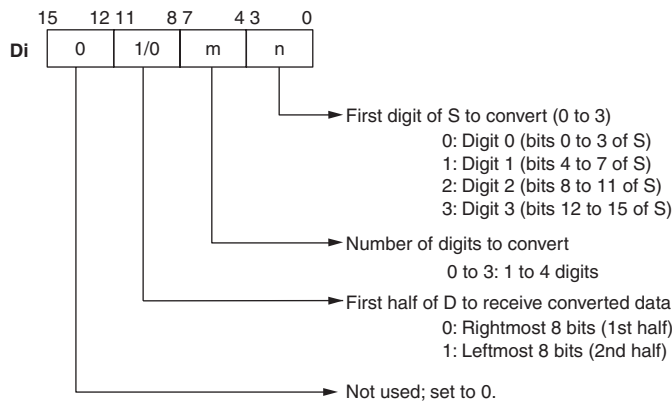 15 12 11 8 7 4 3 0
Di 0 1/0 m n
First digit of S to convert (0 to 3)
0: Digit 0 (bits 0 to 3 of S)
1: Digit 1 (bits 4 to 7 of S)
2: Digit 2 (bits 8 to 11 of S)
3: Digit 3 (bits 12 to 15 of S)
Number of digits to convert
0 to 3: 1 to 4 digits
First half of D to receive converted data
0: Rightmost 8 bits (1st half)
1: Leftmost 8 bits (2nd half)
Not used; set to 0.